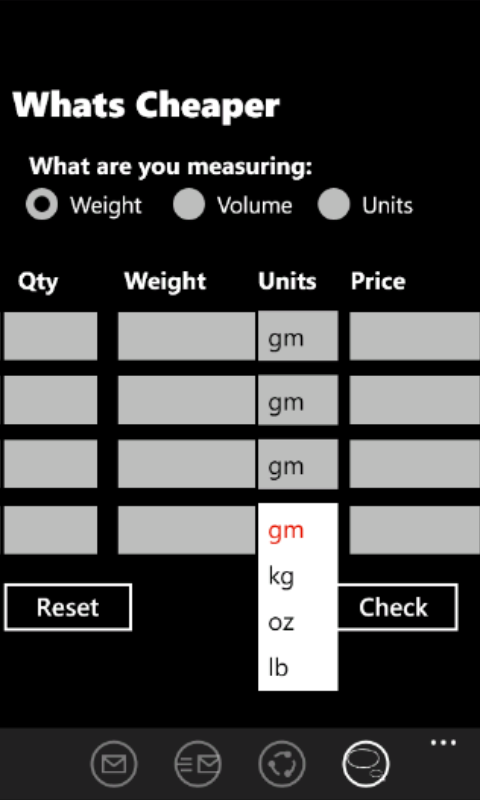 Whats Cheaper
What are you measuring:
Weight Volume Units
Qty Weight Units Price
gm
gm
gm
gm
kg
oz
lb
Reset Check